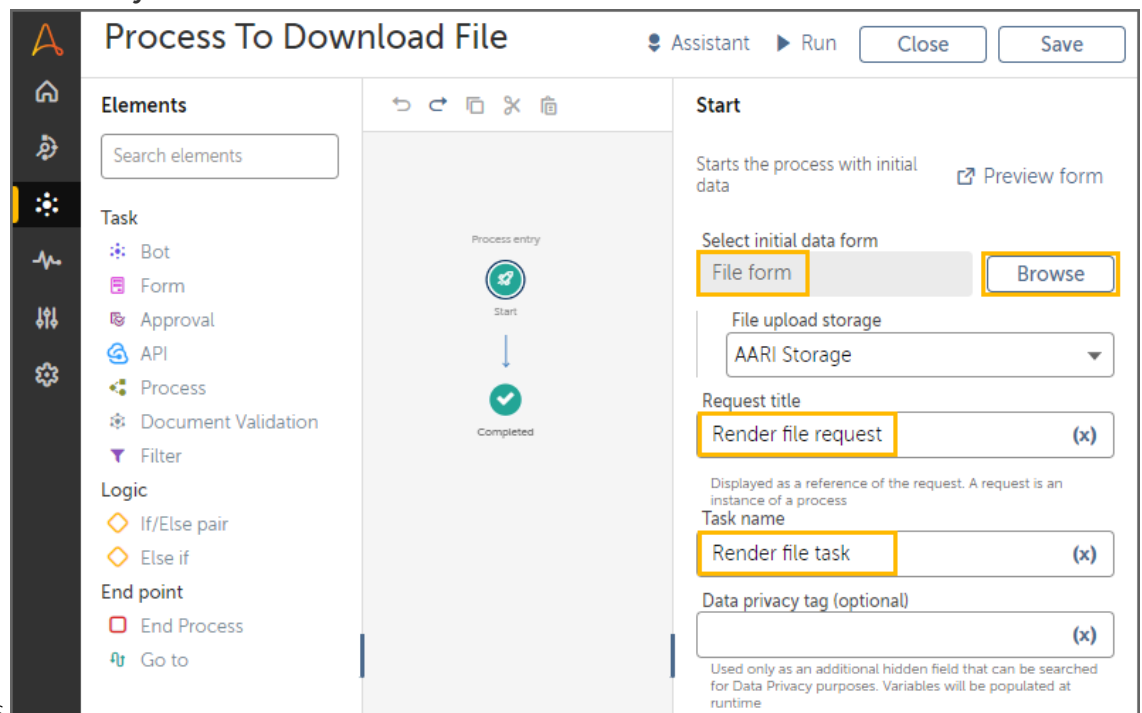 Process To Download File
Assistant
Run
Close
Save
Elements
Search elements
Task
Bot
Form
Approval
API
Process
Document Validation
Filter
Logic
If/Else pair
Else if
End point
End Process
Go to
Process entry
Start
Completed
Start
Starts the process with initial
data
Preview form
Select initial data form
File form
Browse
File upload storage
AARI Storage
Request title
Render file request
(x)
Displayed as a reference of the request. A request is an
instance of a process
Task name
Render file task
(x)
Data privacy tag (optional)
(x)
Used only as an additional hidden field that can be searched
for Data Privacy purposes. Variables will be populated at
runtime